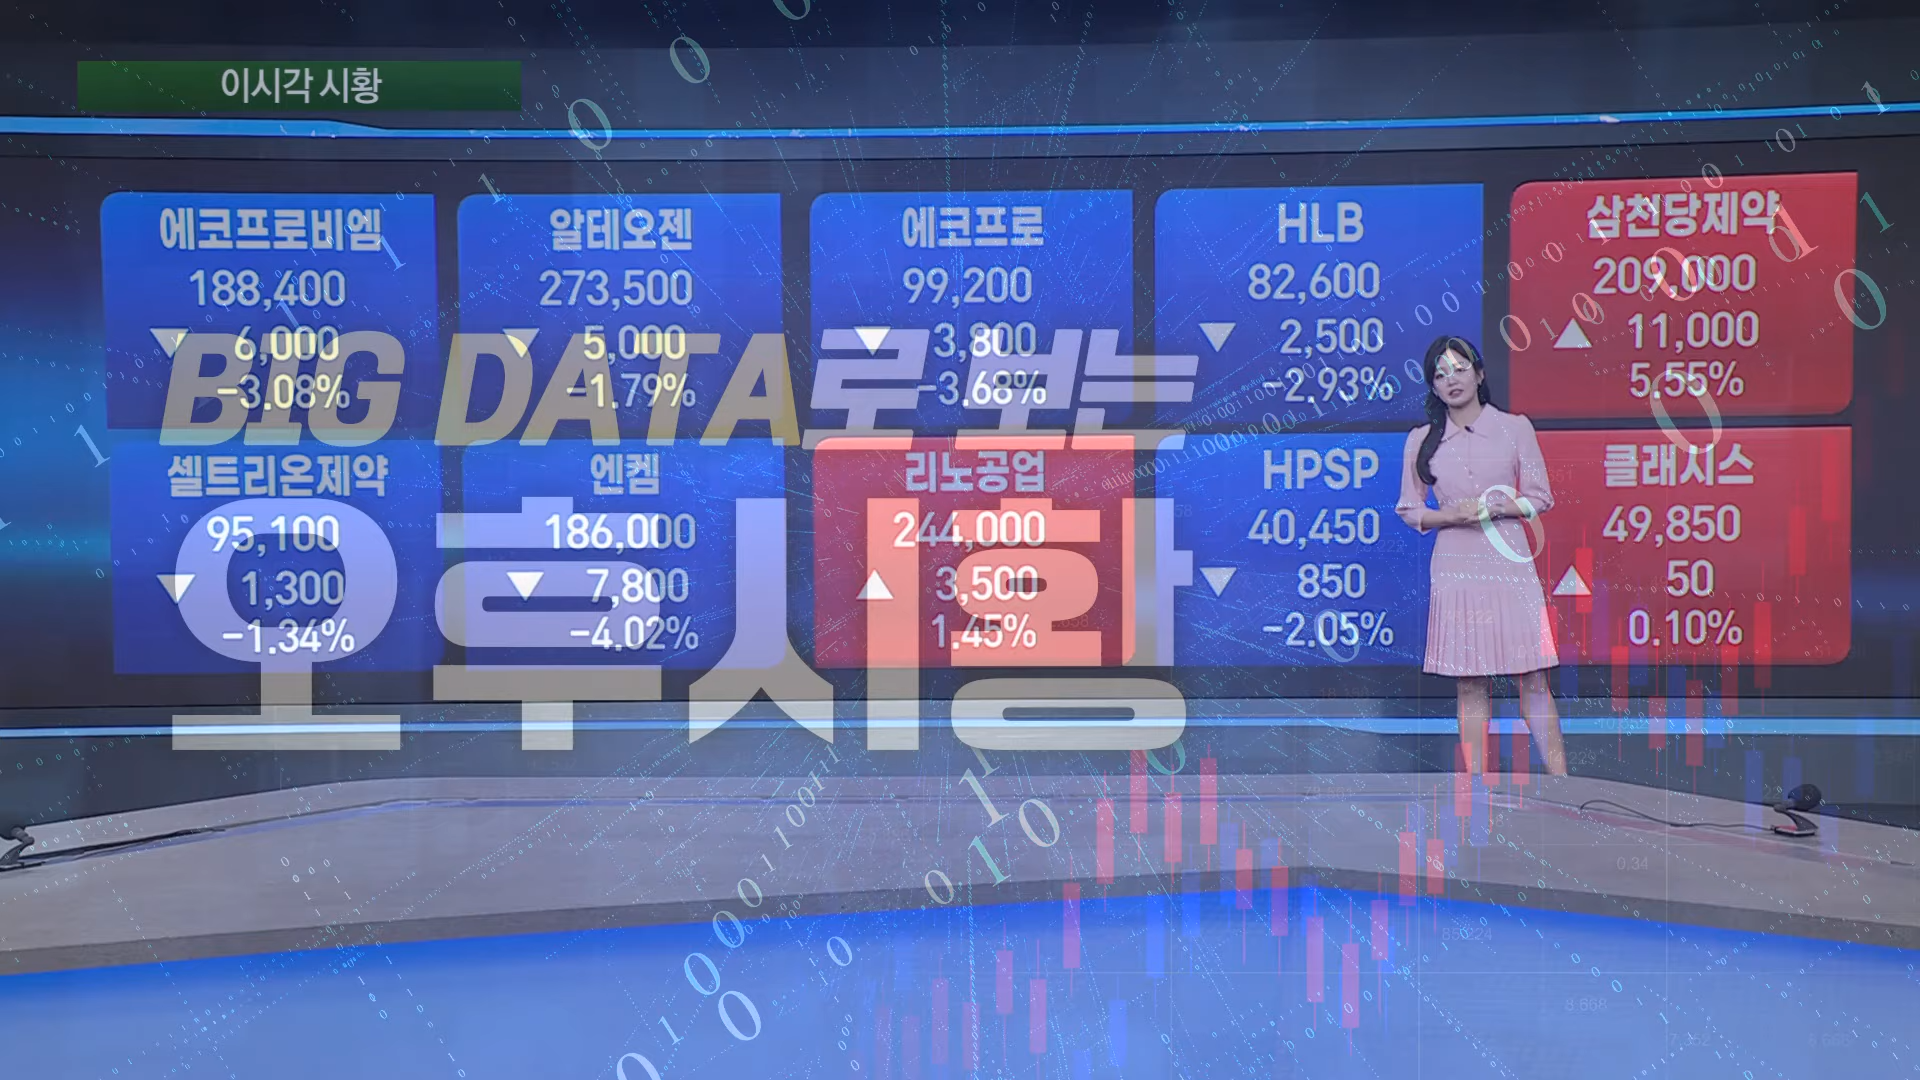 이시각 시황
에코프로비엠
188,400
▼ 6,000
-3.08%
알테오젠
273,500
▼ 5,000
-1.79%
에코프로
99,200
▼ 3,800
-3.68%
HLB
82,600
▼ 2,500
-2.93%
삼천당제약
209,000
▲ 11,000
5.55%
셀트리온제약
95,100
▼ 1,300
-1.34%
엔켐
186,000
▼ 7,800
-4.02%
리노공업
244,000
▲ 3,500
1.45%
HPSP
40,450
▼ 850
-2.05%
클래시스
49,850
▲ 50
0.10%
BIG DATA로 보는
오후시황
0.34
8.668